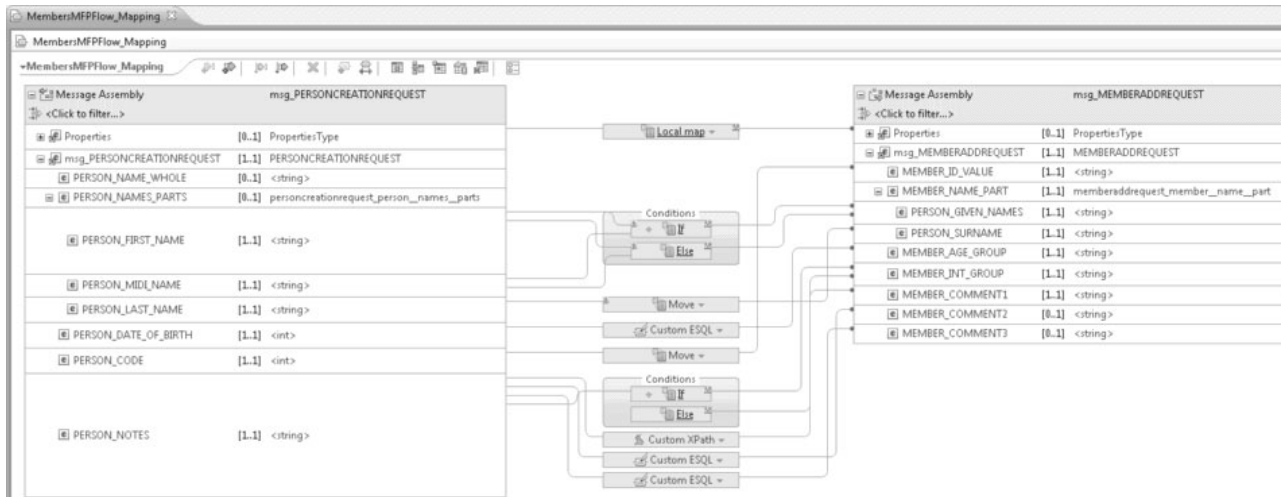 MembersMFPFlow_Mapping
MembersMFPFlow_Mapping
MembersMFPFlow_Mapping
Message Assembly msg_PERSONCREATIONREQUEST
<Click to filter...>
Properties [0..1] PropertiesType
msg_PERSONCREATIONREQUEST [1..1] PERSONCREATIONREQUEST
PERSON_NAME_WHOLE [0..1] <string>
PERSON_NAMES_PARTS [0..1] personcreationrequest_person__names__parts
PERSON_FIRST_NAME [1..1] <string>
PERSON_MIDI_NAME [1..1] <string>
PERSON_LAST_NAME [1..1] <string>
PERSON_DATE_OF_BIRTH [1..1] <int>
PERSON_CODE [1..1] <int>
PERSON_NOTES [1..1] <string>
Local map
Conditions
If
Else
Move
Custom ESQL
Move
Conditions
If
Else
Custom XPath
Custom ESQL
Custom ESQL
Message Assembly msg_MEMBERADDREQUEST
<Click to filter...>
Properties [0..1] PropertiesType
msg_MEMBERADDREQUEST [1..1] MEMBERADDREQUEST
MEMBER_ID_VALUE [1..1] <string>
MEMBER_NAME_PART [1..1] memberaddrequest_member__name__part
PERSON_GIVEN_NAMES [1..1] <string>
PERSON_SURNAME [1..1] <string>
MEMBER_AGE_GROUP [1..1] <string>
MEMBER_INT_GROUP [1..1] <string>
MEMBER_COMMENT1 [1..1] <string>
MEMBER_COMMENT2 [0..1] <string>
MEMBER_COMMENT3 [0..1] <string>